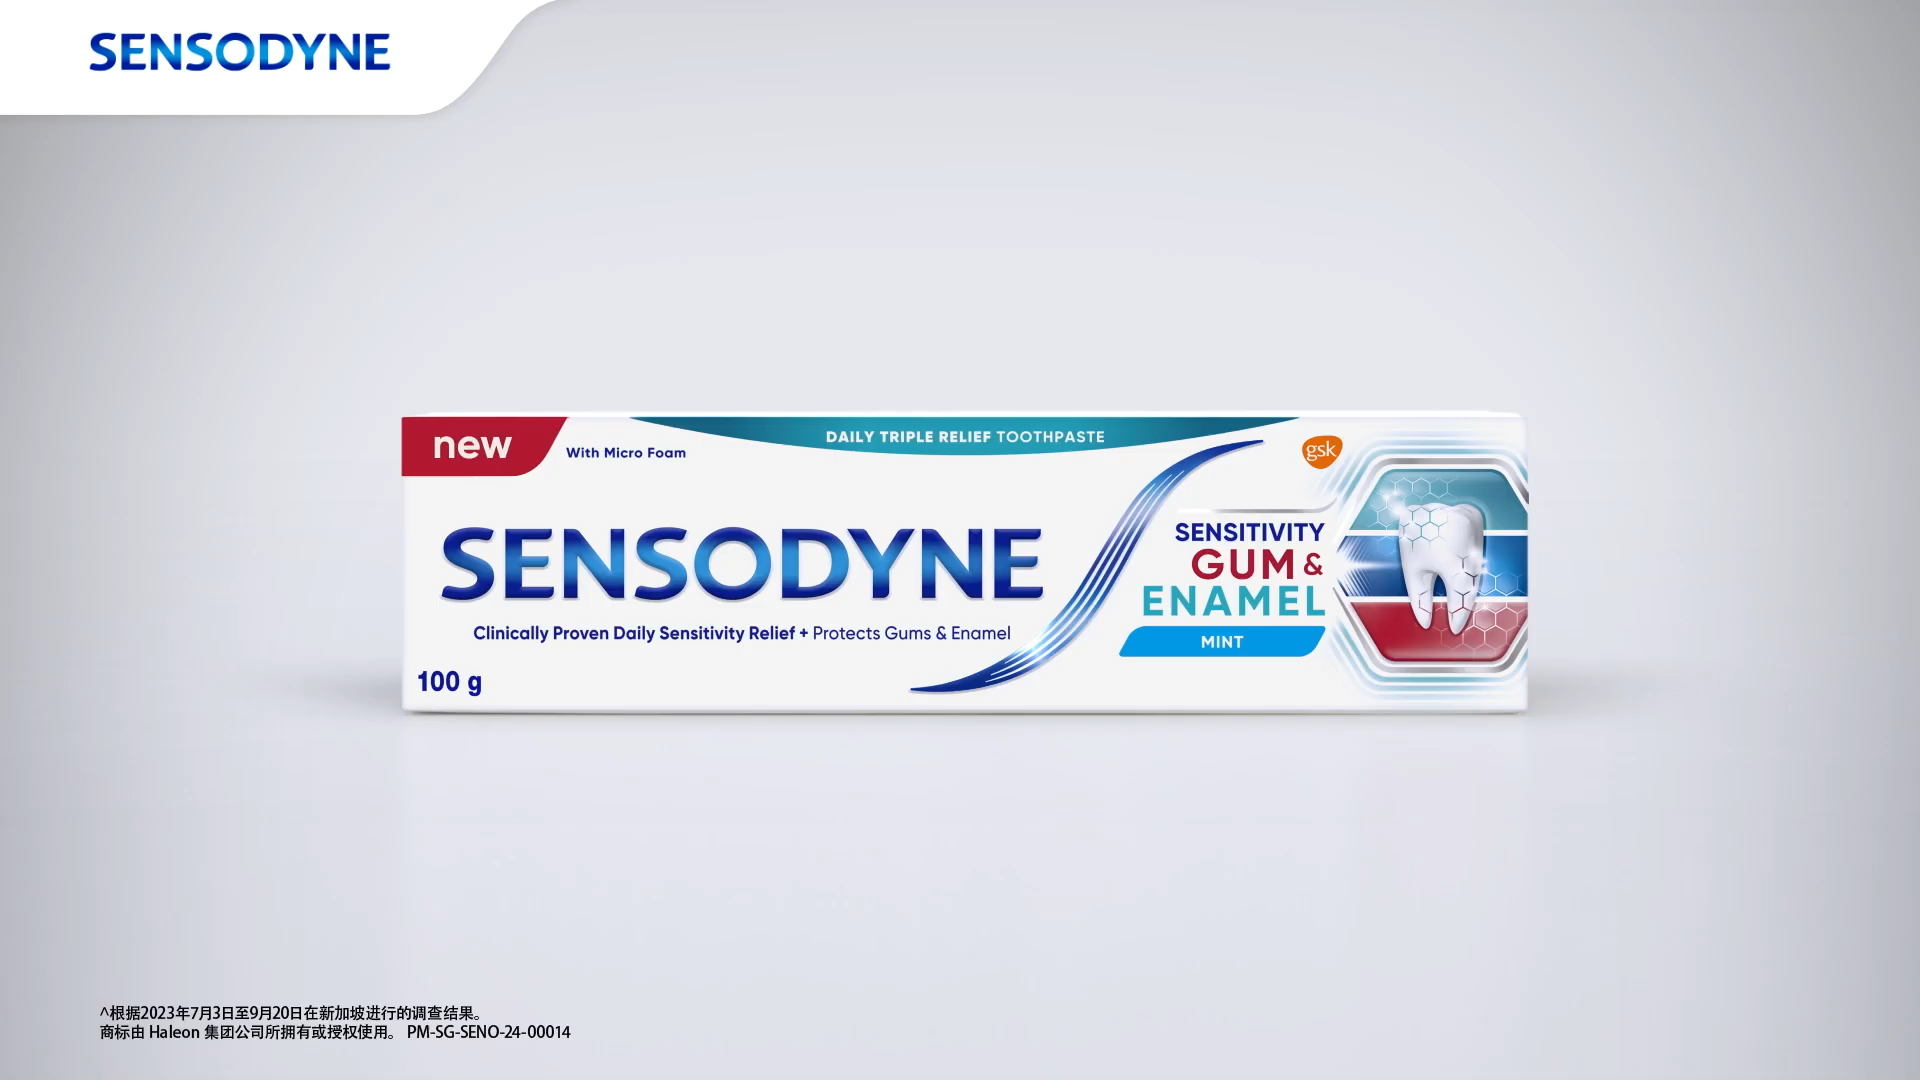 SENSODYNE
new
With Micro Foam
DAILY TRIPLE RELIEF TOOTHPASTE
gsk
SENSODYNE
Clinically Proven Daily Sensitivity Relief + Protects Gums & Enamel
100 g
SENSITIVITY
GUM &
ENAMEL
MINT
^根据2023年7月3日至9月20日在新加坡进行的调查结果。
商标由 Haleon 集团公司所拥有或授权使用。 PM-SG-SENO-24-00014